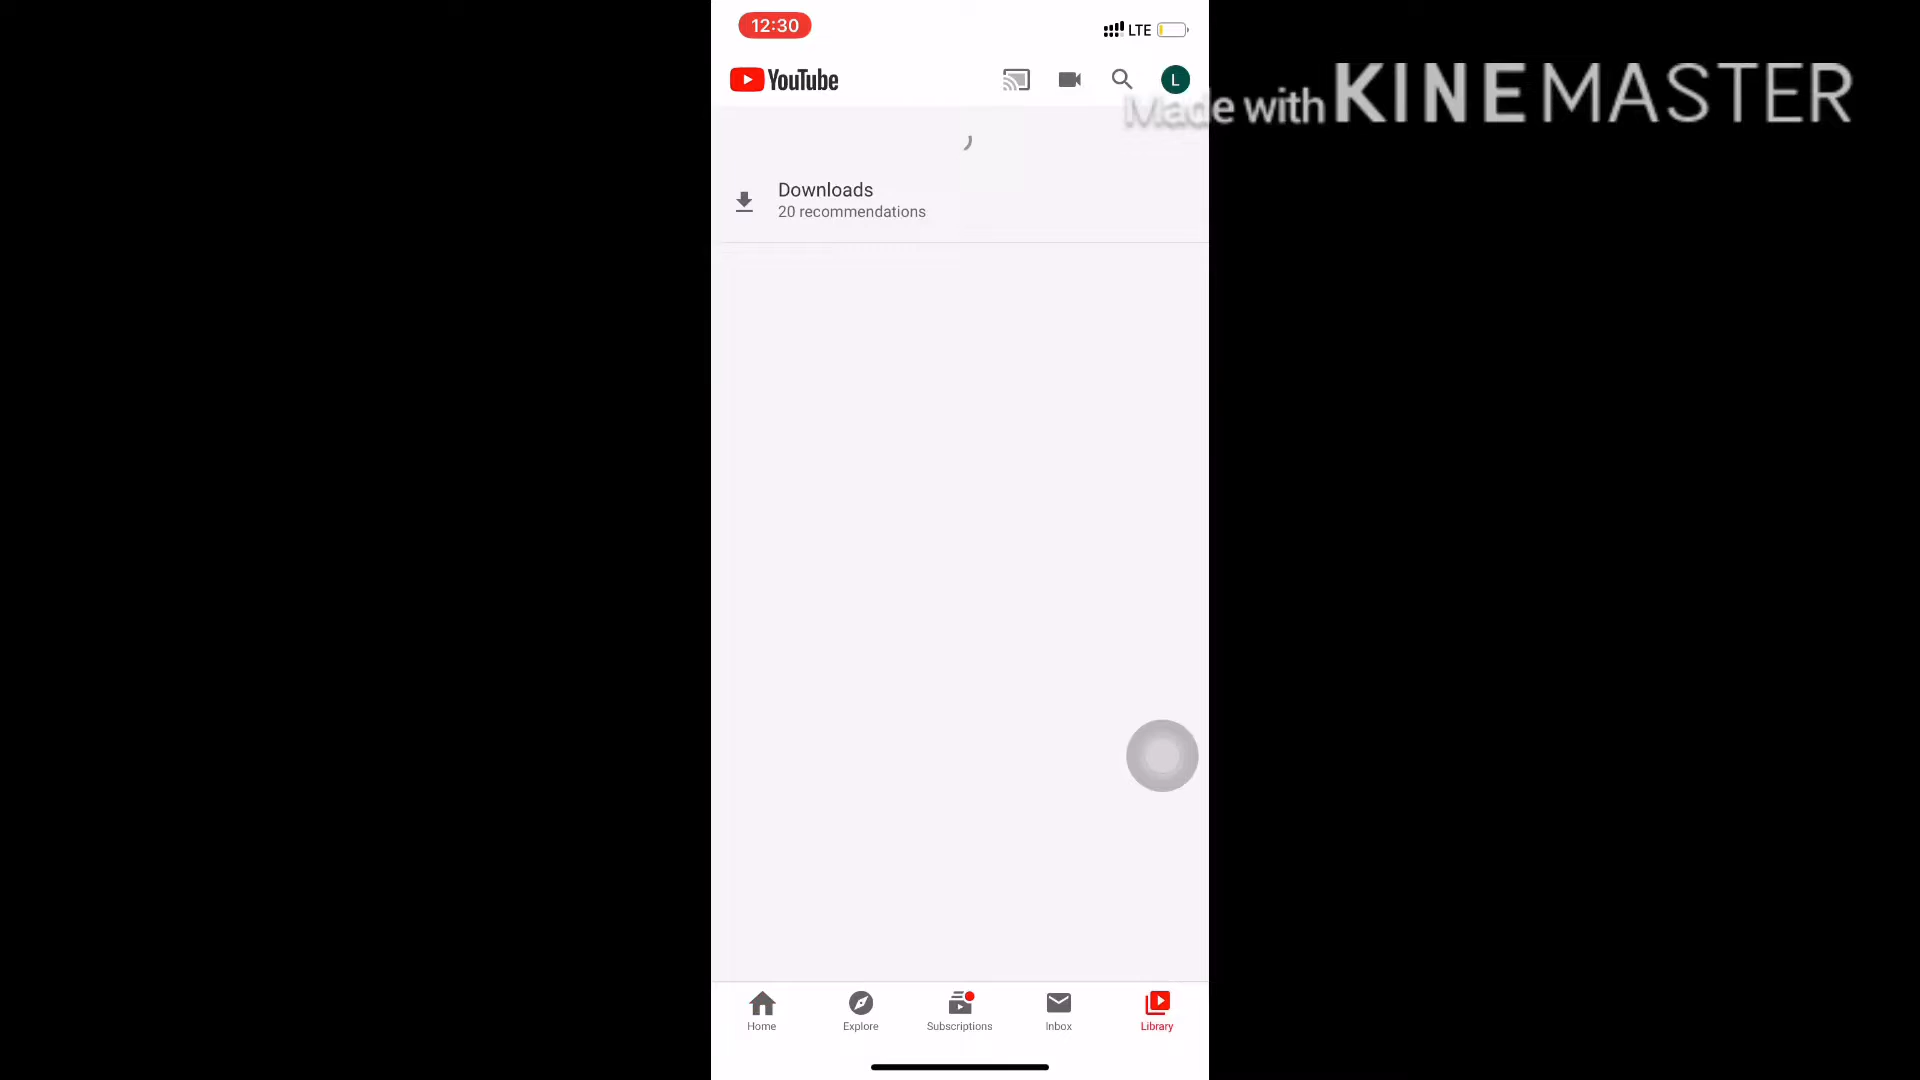 12:30
LTE
YouTube
L
Made with KINEMASTER
Downloads
20 recommendations
Home
Explore
Subscriptions
Inbox
Library